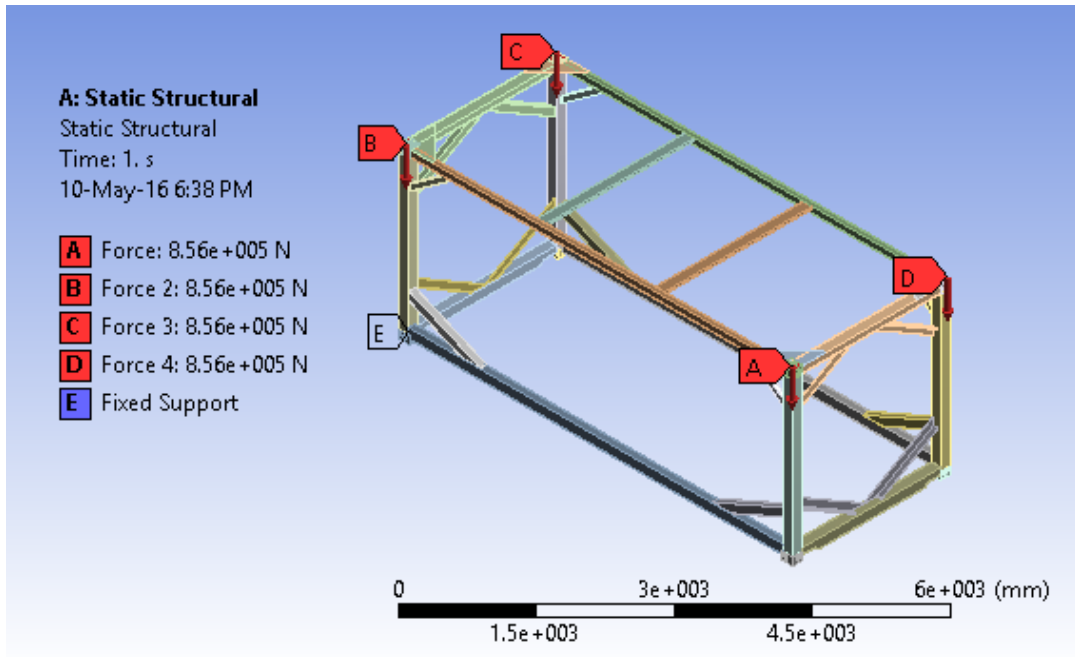 A: Static Structural
Static Structural
Time: 1. s
10-May-16 6:38 PM
A Force: 8.56e+005 N
B Force 2: 8.56e+005 N
C Force 3: 8.56e+005 N
D Force 4: 8.56e+005 N
E Fixed Support
C
B
D
E
A
0 3e+003 6e+003 (mm)
1.5e+003 4.5e+003